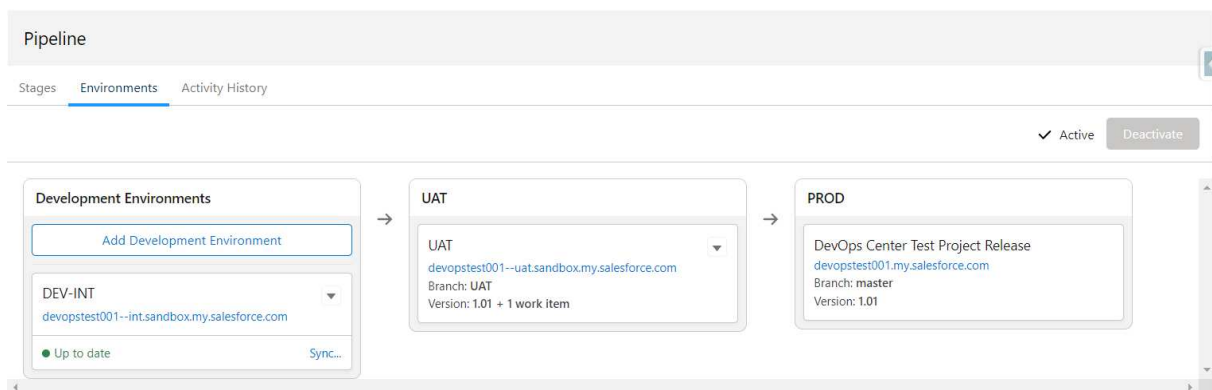 Pipeline
Stages Environments Activity History
Active Deactivate
Development Environments
Add Development Environment
DEV-INT
devopstest001--int.sandbox.my.salesforce.com
Up to date Sync...
UAT
UAT
devopstest001--uat.sandbox.my.salesforce.com
Branch: UAT
Version: 1.01 + 1 work item
PROD
DevOps Center Test Project Release
devopstest001.my.salesforce.com
Branch: master
Version: 1.01